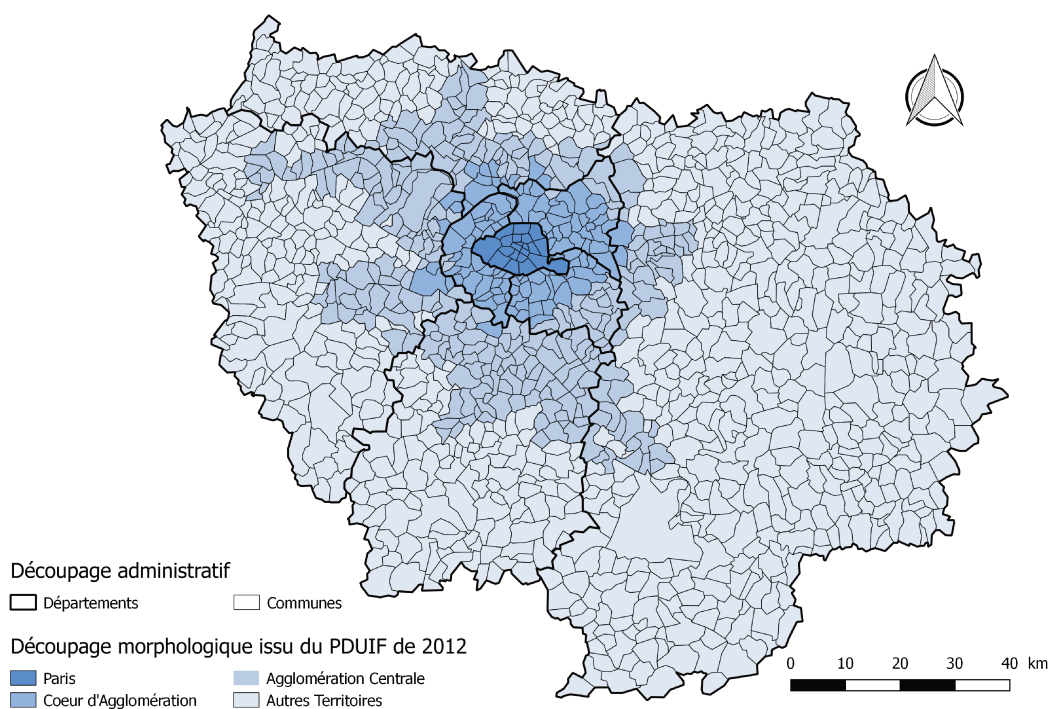 Découpage administratif
Départements Communes
Découpage morphologique issu du PDUIF de 2012
Paris Agglomération Centrale
Coeur d'Agglomération Autres Territoires
0 10 20 30 40 km